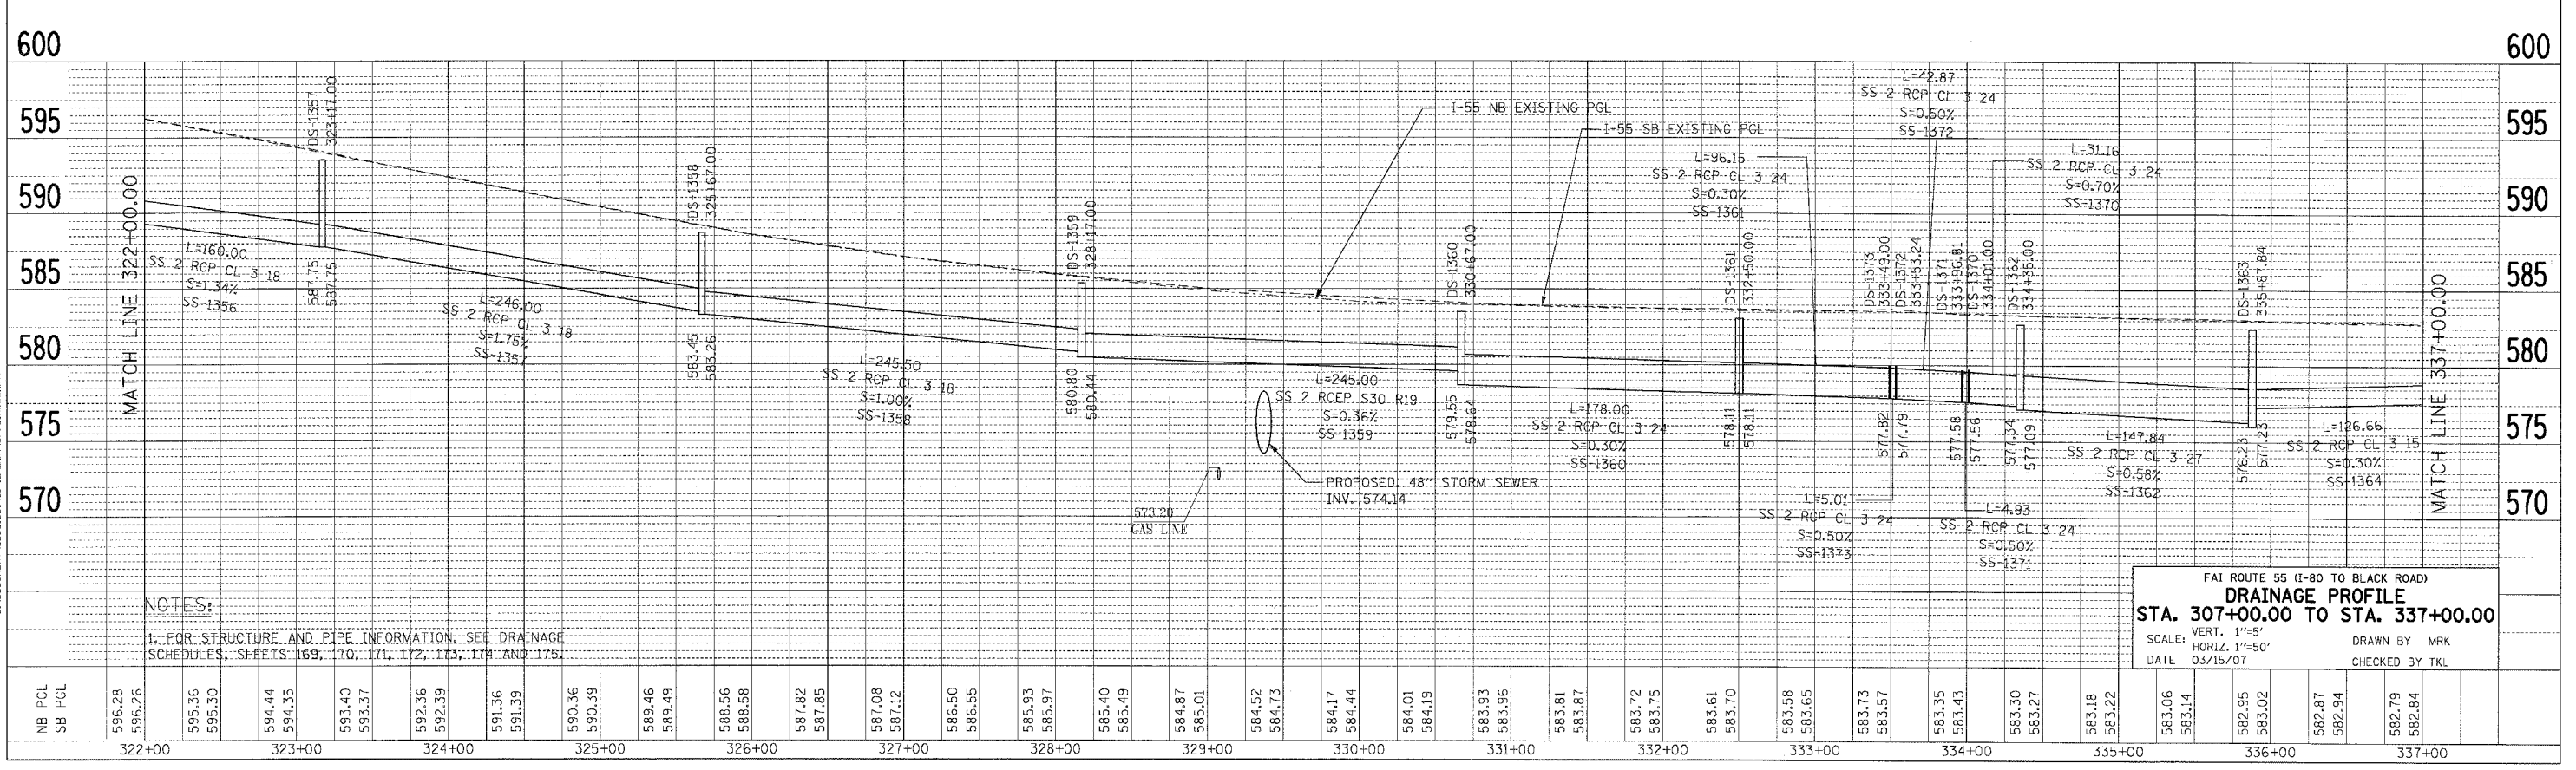 600
600
595
595
590
590
585
585
580
580
575
575
570
570
MATCH LINE 322+00.00
L=160.00
SS 2 RCP CL 3 18
S=1.34%
SS-1356
DS-1357
323+17.00
587.75
587.75
L=246.00
SS 2 RCP CL 3 18
S=1.75%
SS-1357
DS-1358
325+67.00
583.45
583.26
L=245.50
SS 2 RCP CL 3 18
S=1.00%
SS-1358
DS-1359
328+17.00
580.80
580.44
573.20
GAS LINE
L=245.00
SS 2 RCEP S30 R19
S=0.36%
SS-1359
PROPOSED 48" STORM SEWER
INV. 574.14
I-55 NB EXISTING PGL
I-55 SB EXISTING PGL
DS-1360
330+67.00
579.55
578.64
L=178.00
SS 2 RCP CL 3 24
S=0.30%
SS-1360
L=96.15
SS 2 RCP CL 3 24
S=0.30%
SS-1361
DS-1361
332+50.00
578.11
578.11
L=42.87
SS 2 RCP CL 3 24
S=0.50%
SS-1372
DS-1373
333+49.00
DS-1372
333+53.24
577.82
577.79
L=5.01
SS 2 RCP CL 3 24
S=0.50%
SS-1373
DS-1371
333+96.81
DS-1370
334+01.00
577.58
577.56
L=4.93
SS 2 RCP CL 3 24
S=0.50%
SS-1371
L=31.16
SS 2 RCP CL 3 24
S=0.70%
SS-1370
DS-1362
334+35.00
577.34
577.09
L=147.84
SS 2 RCP CL 3 27
S=0.58%
SS-1362
DS-1363
335+87.84
576.23
577.23
L=126.66
SS 2 RCP CL 3 15
S=0.30%
SS-1364
MATCH LINE 337+00.00
NOTES:
1. FOR STRUCTURE AND PIPE INFORMATION, SEE DRAINAGE
SCHEDULES, SHEETS 169, 170, 171, 172, 173, 174 AND 175.
FAI ROUTE 55 (I-80 TO BLACK ROAD)
DRAINAGE PROFILE
STA. 307+00.00 TO STA. 337+00.00
SCALE: VERT. 1"=5'
HORIZ. 1"=50'
DATE 03/15/07
DRAWN BY MRK
CHECKED BY TKL
NB PGL
SB PGL
596.28
596.26
595.36
595.30
594.44
594.35
593.40
593.37
592.36
592.39
591.36
591.39
590.36
590.39
589.46
589.49
588.56
588.58
587.82
587.85
587.08
587.12
586.50
586.55
585.93
585.97
585.40
585.49
584.87
585.01
584.52
584.73
584.17
584.44
584.01
584.19
583.93
583.96
583.81
583.87
583.72
583.75
583.61
583.70
583.58
583.65
583.73
583.57
583.35
583.43
583.30
583.27
583.18
583.22
583.06
583.14
582.95
583.02
582.87
582.94
582.79
582.84
322+00
323+00
324+00
325+00
326+00
327+00
328+00
329+00
330+00
331+00
332+00
333+00
334+00
335+00
336+00
337+00